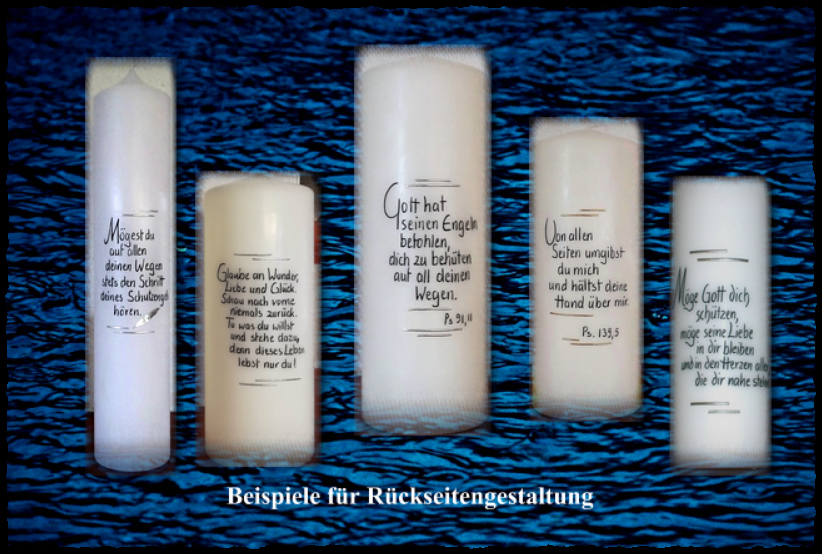 Mögest du
auf allen
deinen Wegen
stets den Schritt
deines Schutzengels
hören.
Glaube an Wunder,
Liebe und Glück.
Schau nach vorne
niemals zurück.
Tu was du willst
und stehe dazu,
denn dieses Leben
lebst nur du!
Gott hat
seinen Engeln
befohlen,
dich zu behüten
auf all deinen
Wegen.
Ps 91,11
Von allen
Seiten umgibst
du mich
und hältst deine
Hand über mir.
Ps. 139,5
Möge Gott dich
schützen,
möge seine Liebe
in dir bleiben
und in den Herzen aller
die dir nahe stehen
Beispiele für Rückseitengestaltung